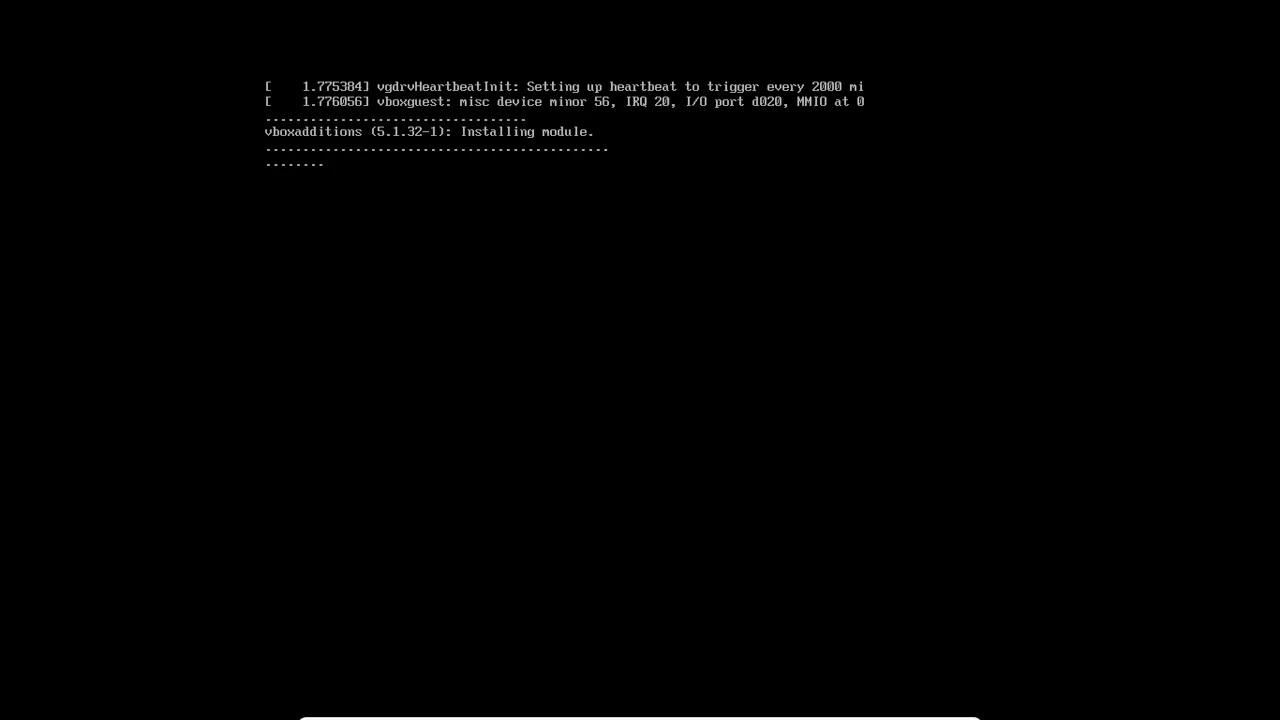 [    1.775384] vgdrvHeartbeatInit: Setting up heartbeat to trigger every 2000 mi
[    1.776056] vboxguest: misc device minor 56, IRQ 20, I/O port d020, MMIO at 0
...................................
vboxadditions (5.1.32-1): Installing module.
..............................................
........